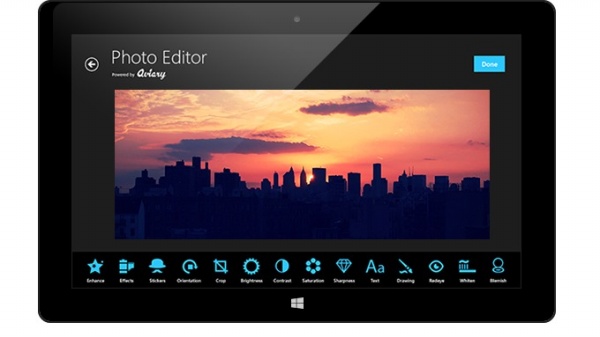 Photo Editor
Powered by Aviary
Done
Enhance Effects Stickers Orientation Crop Brightness Contrast Saturation Sharpness Text Drawing Redeye Whiten Blemish
Aa